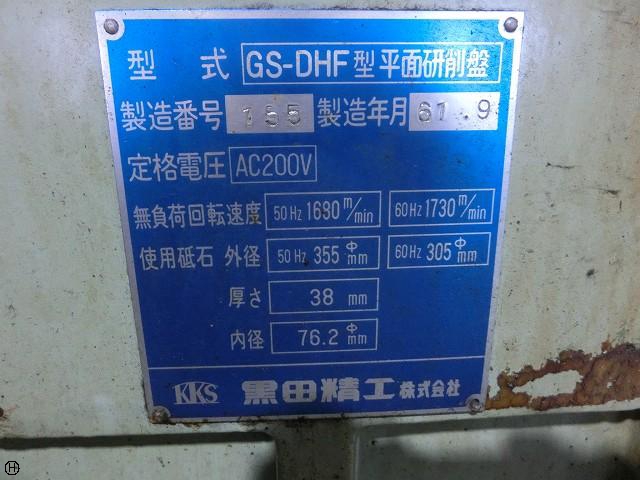 型式 GS-DHF型平面研削盤
製造番号 155 製造年月 61.9
定格電圧 AC200V
無負荷回転速度 50Hz 1690 m/min 60Hz 1730 m/min
使用砥石 外径 50Hz 355 φmm 60Hz 305 φmm
厚さ 38 mm
内径 76.2 φmm
KKS 黒田精工株式会社
H